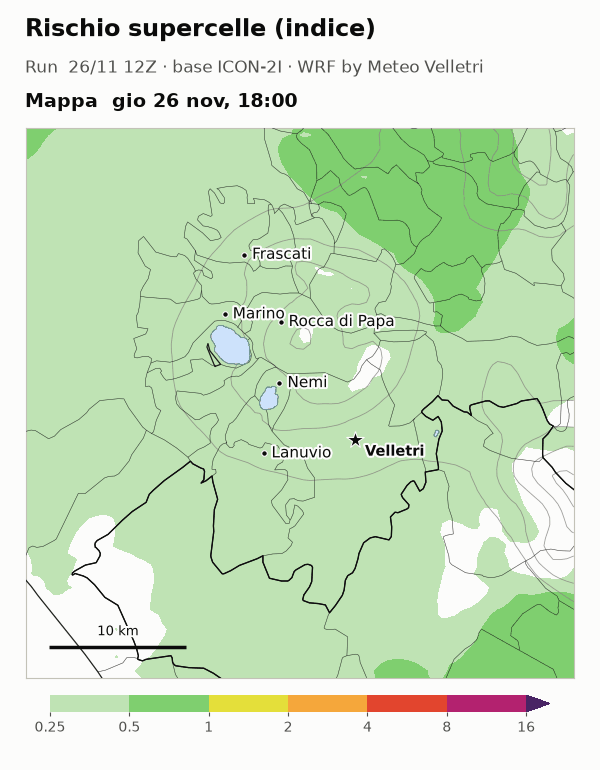 Rischio supercelle (indice)
Run  26/11 12Z · base ICON-2I · WRF by Meteo Velletri
Mappa  gio 26 nov, 18:00
Frascati
Marino
Rocca di Papa
Nemi
Velletri
Lanuvio
10 km
0.25 0.5 1 2 4 8 16